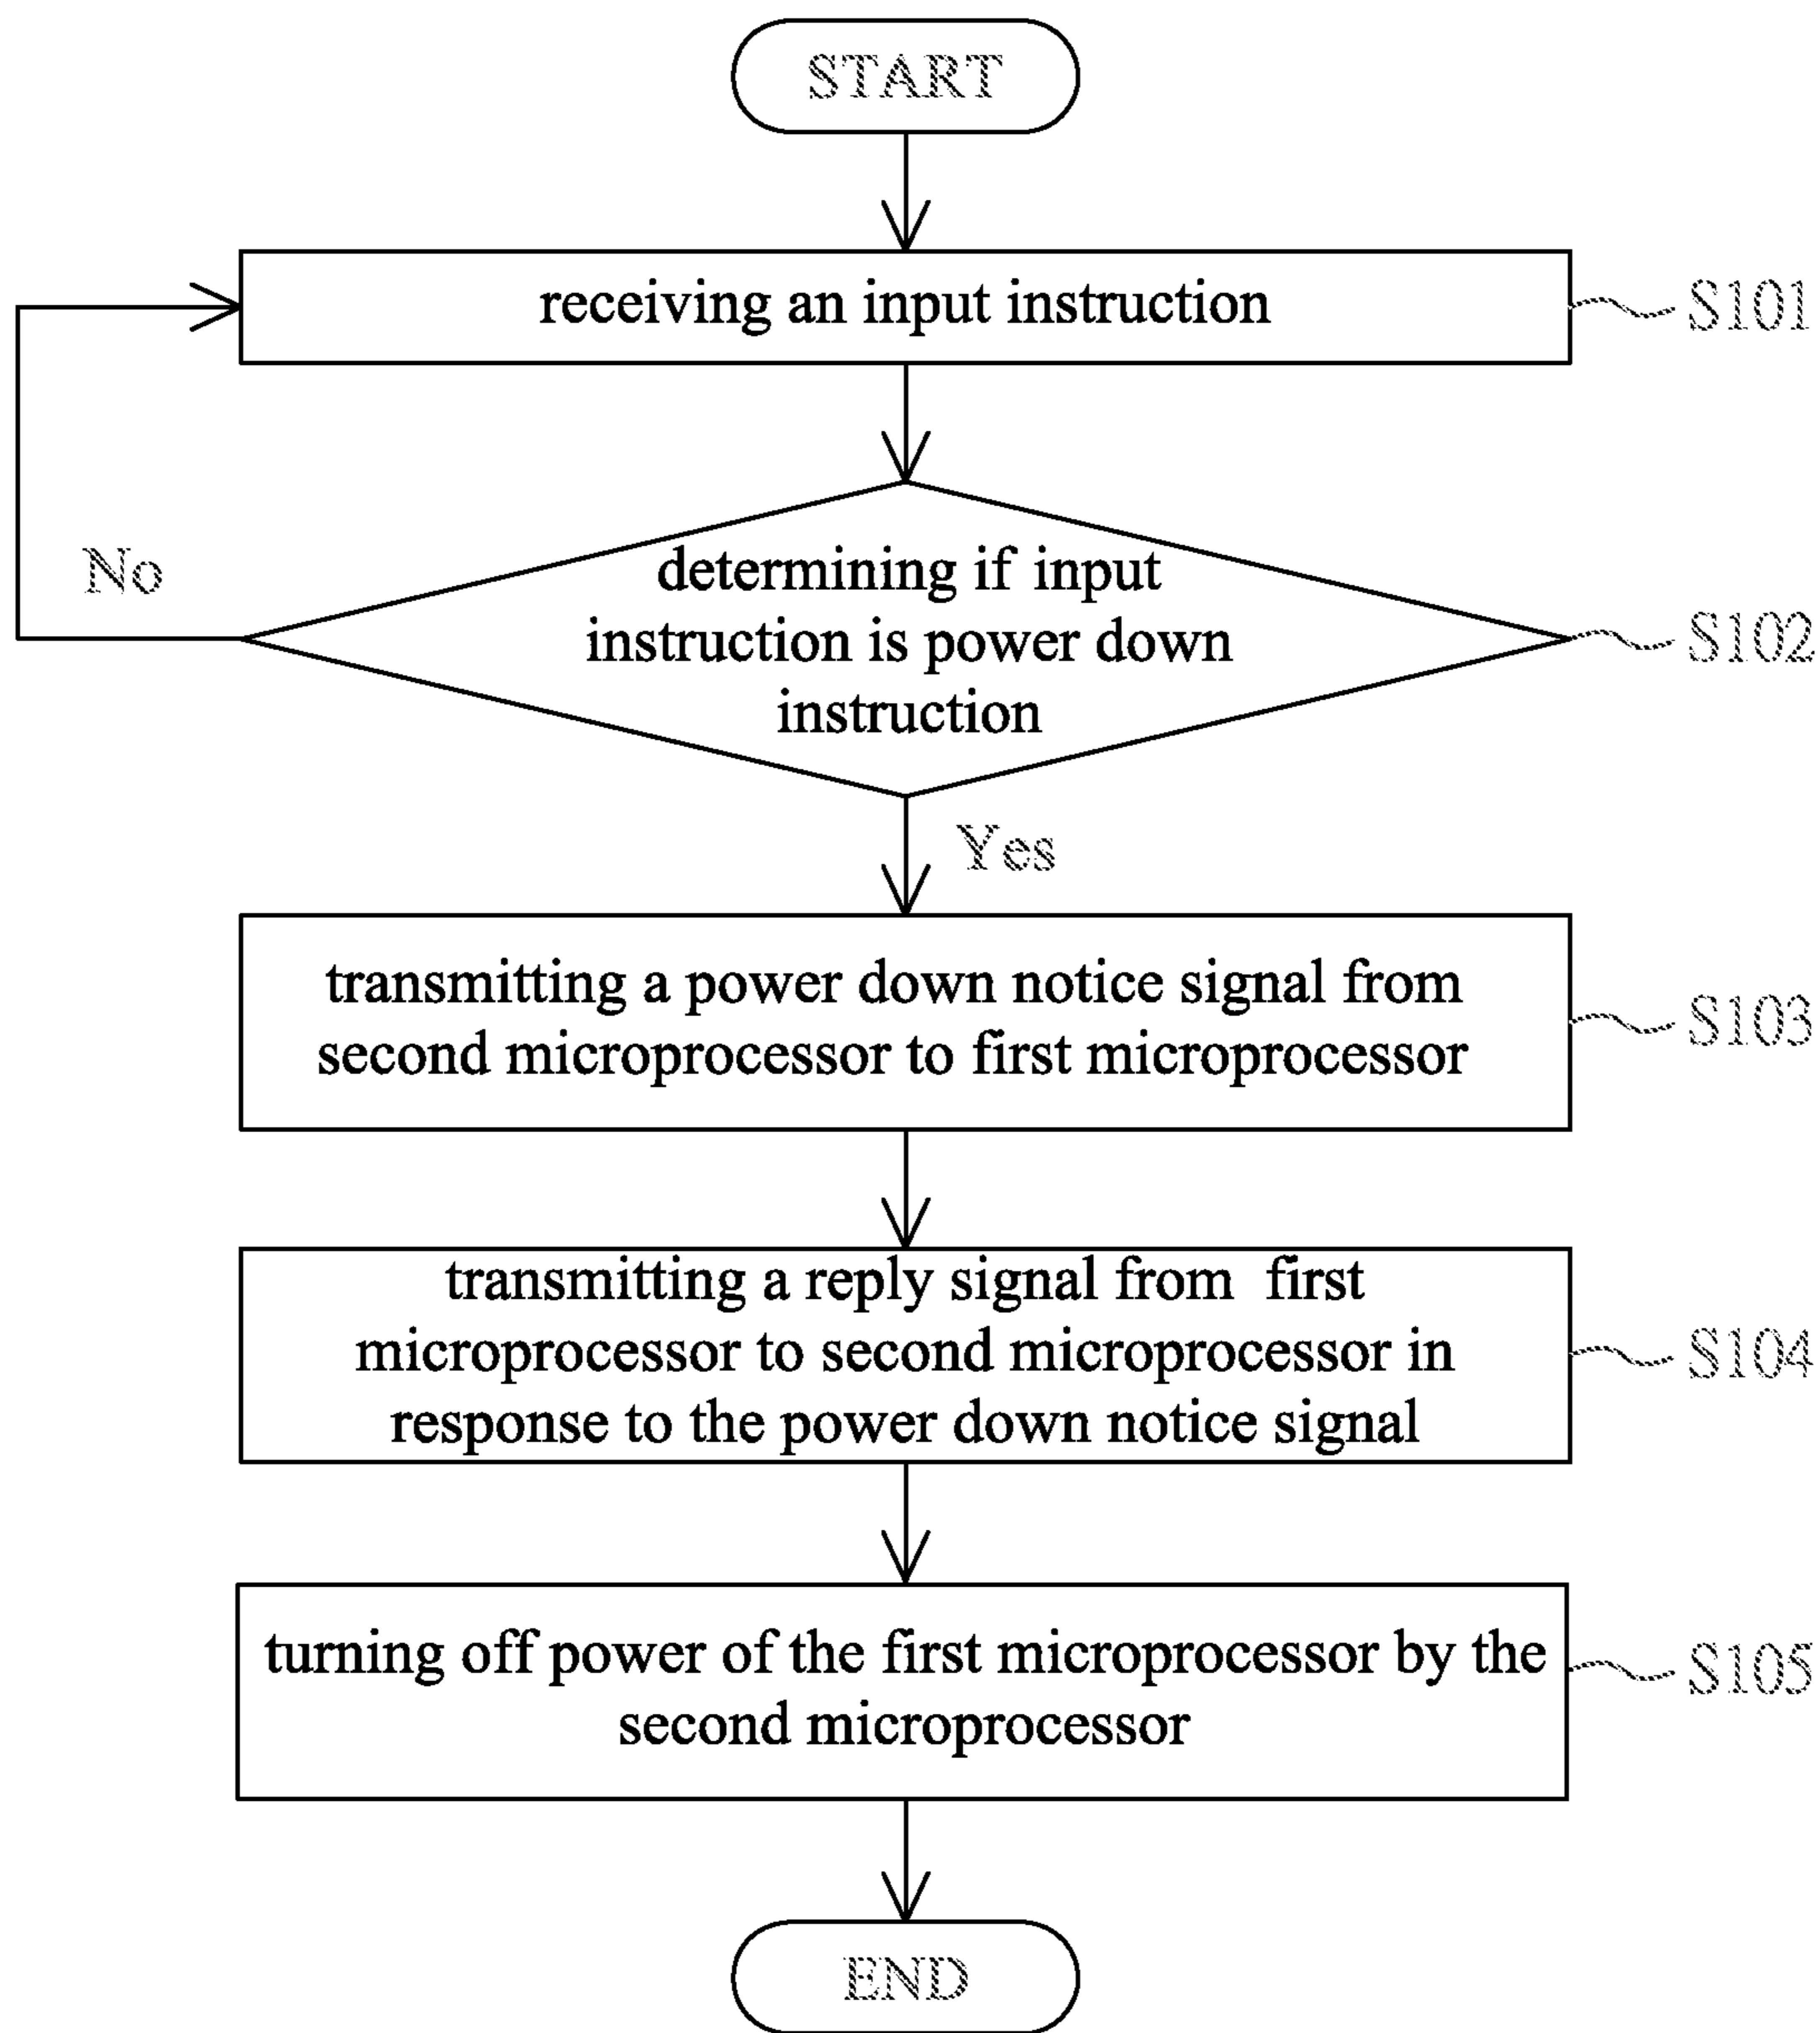 START
receiving an input instruction
S101
determining if input
instruction is power down
instruction
S102
No
Yes
transmitting a power down notice signal from
second microprocessor to first microprocessor
S103
transmitting a reply signal from first
microprocessor to second microprocessor in
response to the power down notice signal
S104
turning off power of the first microprocessor by the
second microprocessor
S105
END